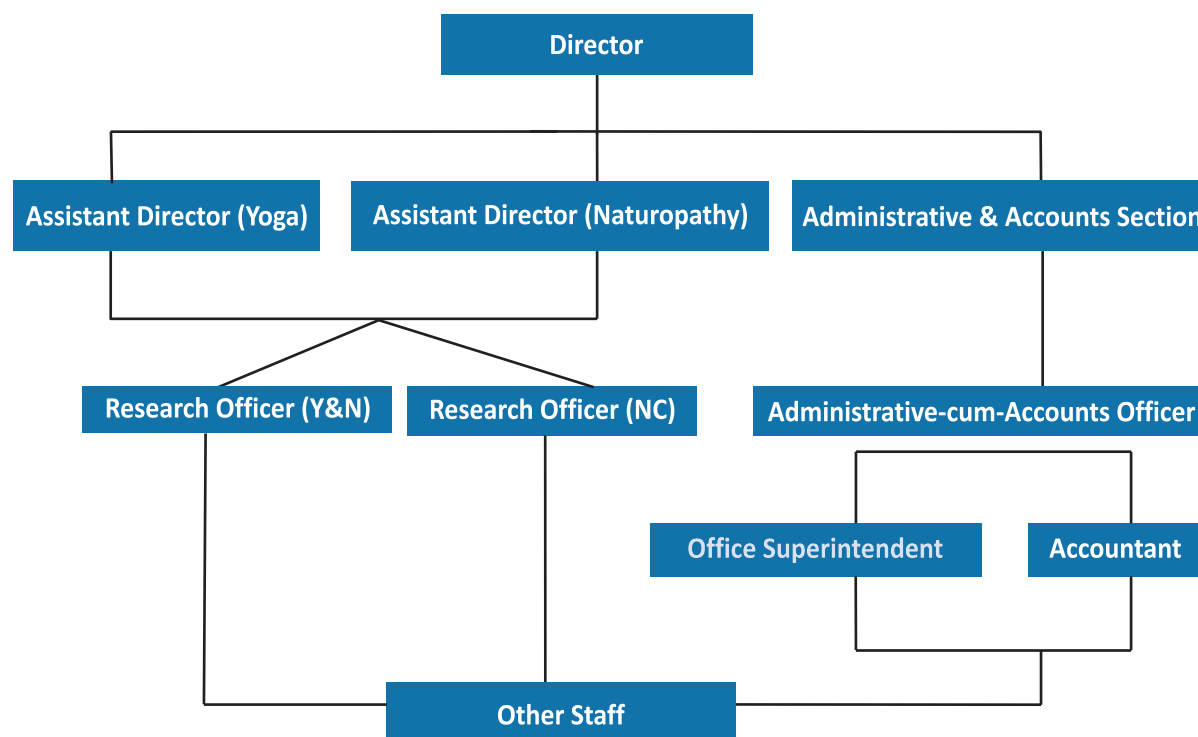 Director
Assistant Director (Yoga)
Assistant Director (Naturopathy)
Administrative & Accounts Section
Research Officer (Y&N)
Research Officer (NC)
Administrative-cum-Accounts Officer
Office Superintendent
Accountant
Other Staff